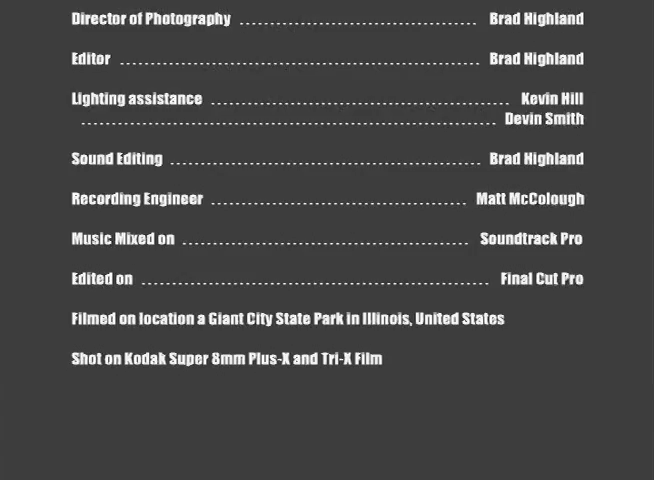 Director of Photography ........................................ Brad Highland
Editor ............................................................. Brad Highland
Lighting assistance .................................................. Kevin Hill
...................................................................... Devin Smith
Sound Editing .................................................... Brad Highland
Recording Engineer ........................................... Matt McColough
Music Mixed on ................................................ Soundtrack Pro
Edited on .......................................................... Final Cut Pro
Filmed on location a Giant City State Park in Illinois, United States
Shot on Kodak Super 8mm Plus-X and Tri-X Film